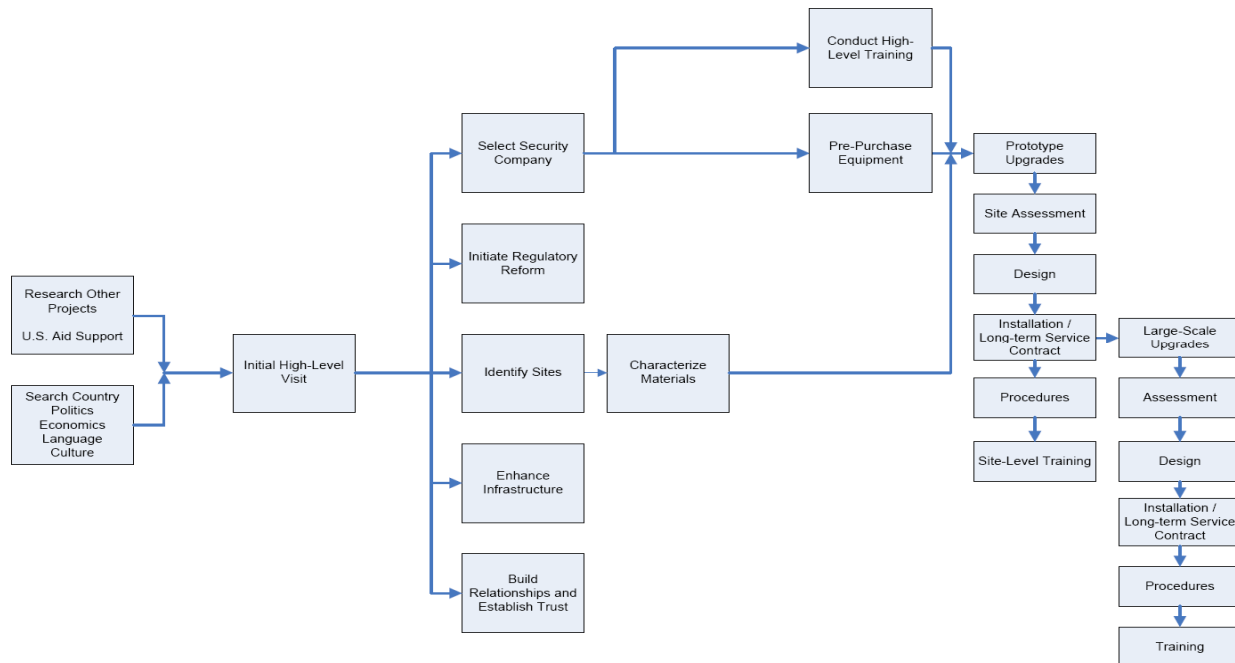 Research Other
Projects
U.S. Aid Support
Search Country
Politics
Economics
Language
Culture
Initial High-Level
Visit
Select Security
Company
Initiate Regulatory
Reform
Identify Sites
Enhance
Infrastructure
Build
Relationships and
Establish Trust
Characterize
Materials
Conduct High-
Level Training
Pre-Purchase
Equipment
Prototype
Upgrades
Site Assessment
Design
Installation /
Long-term Service
Contract
Procedures
Site-Level Training
Large-Scale
Upgrades
Assessment
Design
Installation /
Long-term Service
Contract
Procedures
Training